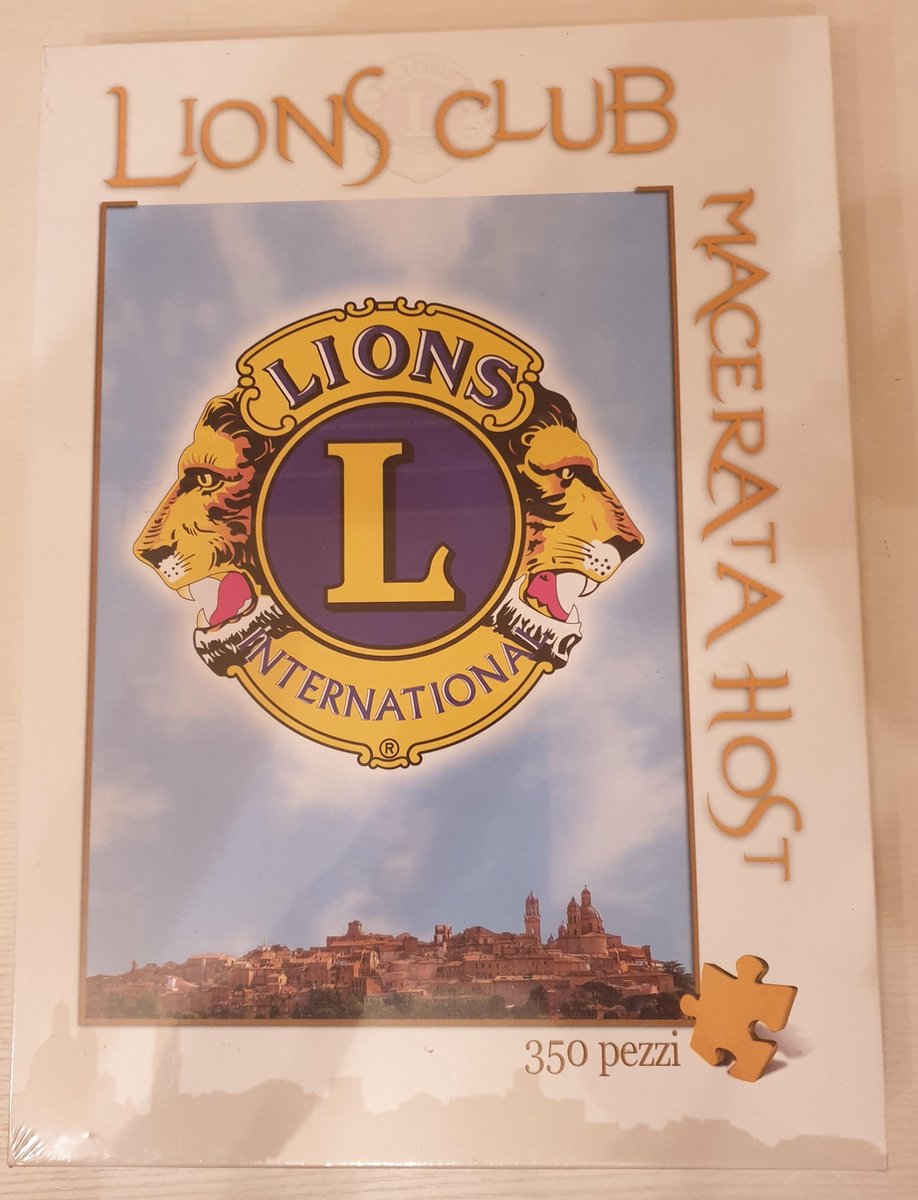 LIONS CLUB
MACERATA HOST
LIONS
L
INTERNATIONAL
®
350 pezzi